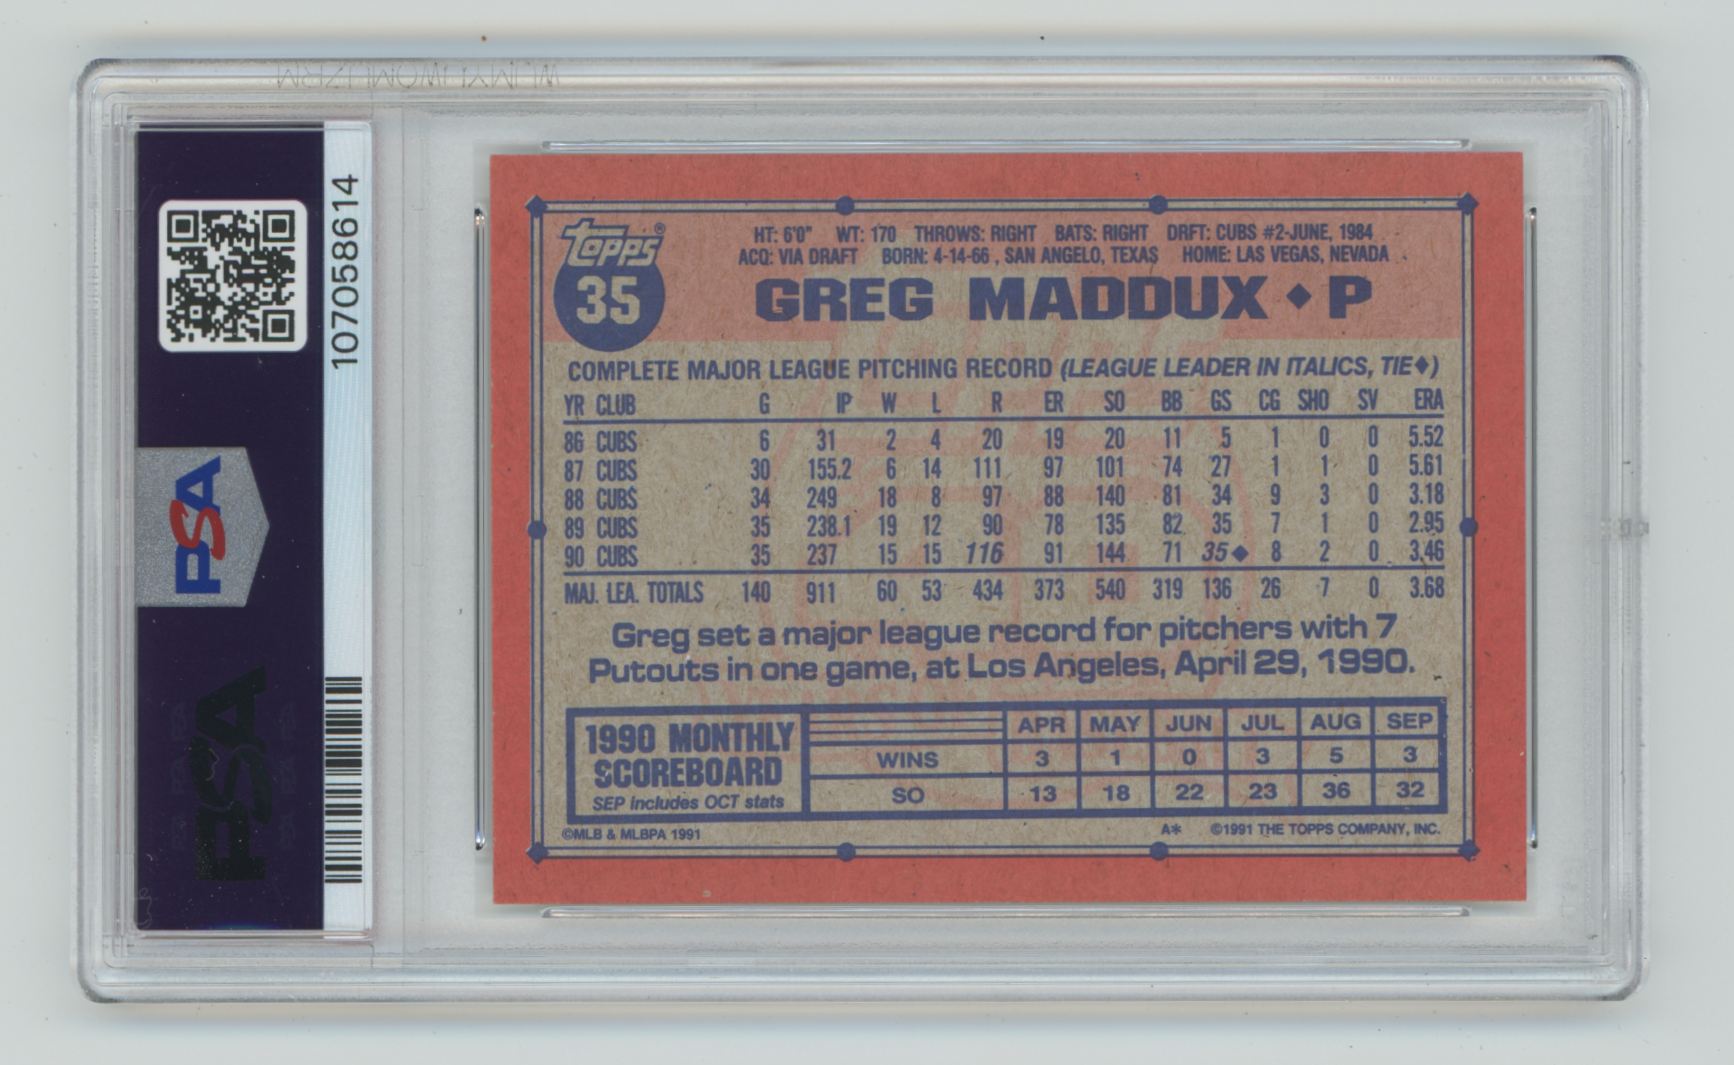 107058614
PSA
PSA
topps®
35
HT: 6'0" WT: 170 THROWS: RIGHT BATS: RIGHT DRFT: CUBS #2-JUNE, 1984
ACQ: VIA DRAFT BORN: 4-14-66 , SAN ANGELO, TEXAS HOME: LAS VEGAS, NEVADA
GREG MADDUX ◆ P
COMPLETE MAJOR LEAGUE PITCHING RECORD (LEAGUE LEADER IN ITALICS, TIE◆)
YR CLUB G IP W L R ER SO BB GS CG SHO SV ERA
86 CUBS 6 31 2 4 20 19 20 11 5 1 0 0 5.52
87 CUBS 30 155.2 6 14 111 97 101 74 27 1 1 0 5.61
88 CUBS 34 249 18 8 97 88 140 81 34 9 3 0 3.18
89 CUBS 35 238.1 19 12 90 78 135 82 35 7 1 0 2.95
90 CUBS 35 237 15 15 116 91 144 71 35◆ 8 2 0 3.46
MAJ. LEA. TOTALS 140 911 60 53 434 373 540 319 136 26 7 0 3.68
Greg set a major league record for pitchers with 7
Putouts in one game, at Los Angeles, April 29, 1990.
1990 MONTHLY
SCOREBOARD
SEP includes OCT stats
APR MAY JUN JUL AUG SEP
WINS 3 1 0 3 5 3
SO 13 18 22 23 36 32
©MLB & MLBPA 1991 A* ©1991 THE TOPPS COMPANY, INC.